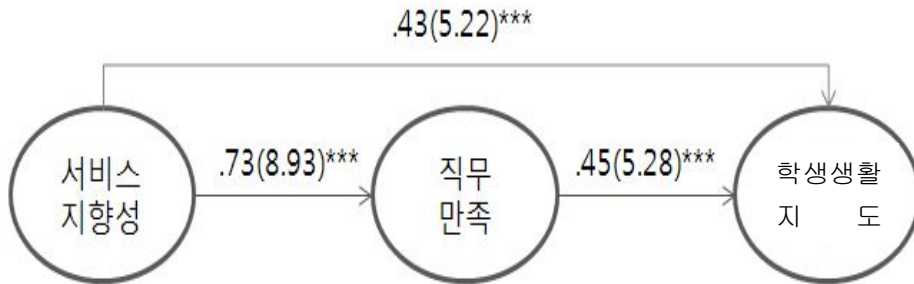 .43(5.22)***
서비스
지향성
.73(8.93)***
직무
만족
.45(5.28)***
학생생활
지 도